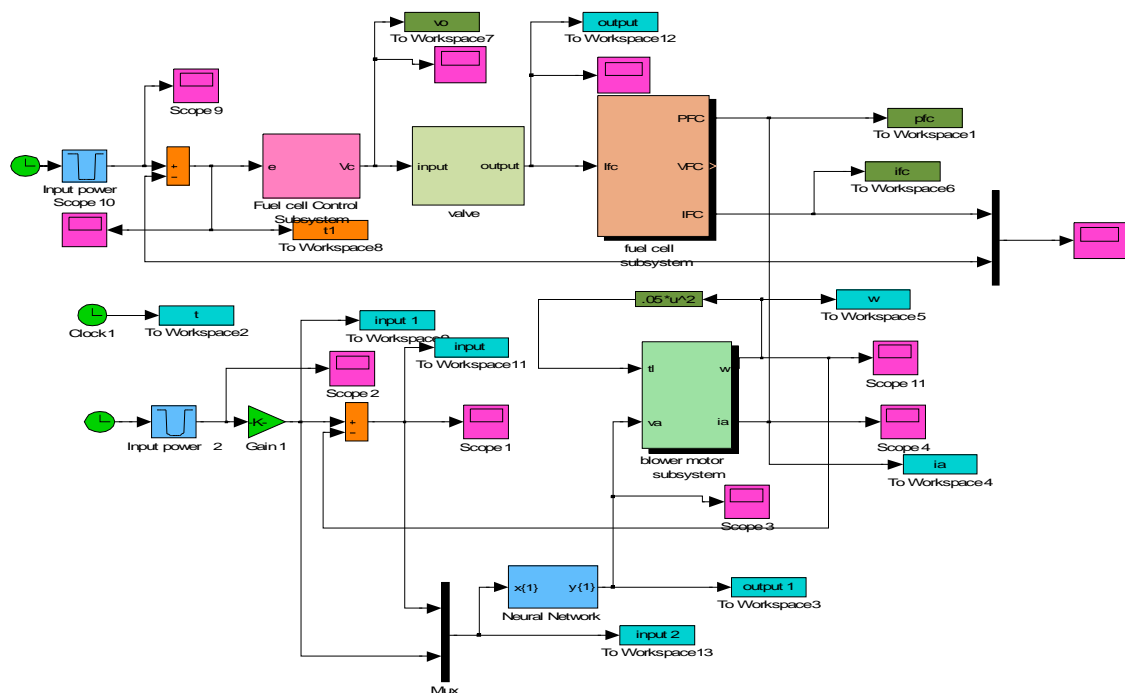 vo
To Workspace7
output
To Workspace12
Scope 9
PFC
pfc
To Workspace1
+
−
e
Vc
input
output
Ifc
VFC
ifc
To Workspace6
Input power
Scope 10
Fuel cell Control
Subsystem
valve
IFC
t1
To Workspace8
fuel cell
subsystem
.05*u^2
w
To Workspace5
t
To Workspace2
Clock1
input 1
input
To Workspace11
Scope 2
tl
w
Scope 11
va
ia
Scope 4
Input power 2
-K-
Gain 1
+
−
Scope 1
blower motor
subsystem
ia
To Workspace4
Scope 3
x{1}
y{1}
Neural Network
output 1
To Workspace3
input 2
To Workspace13
Mux